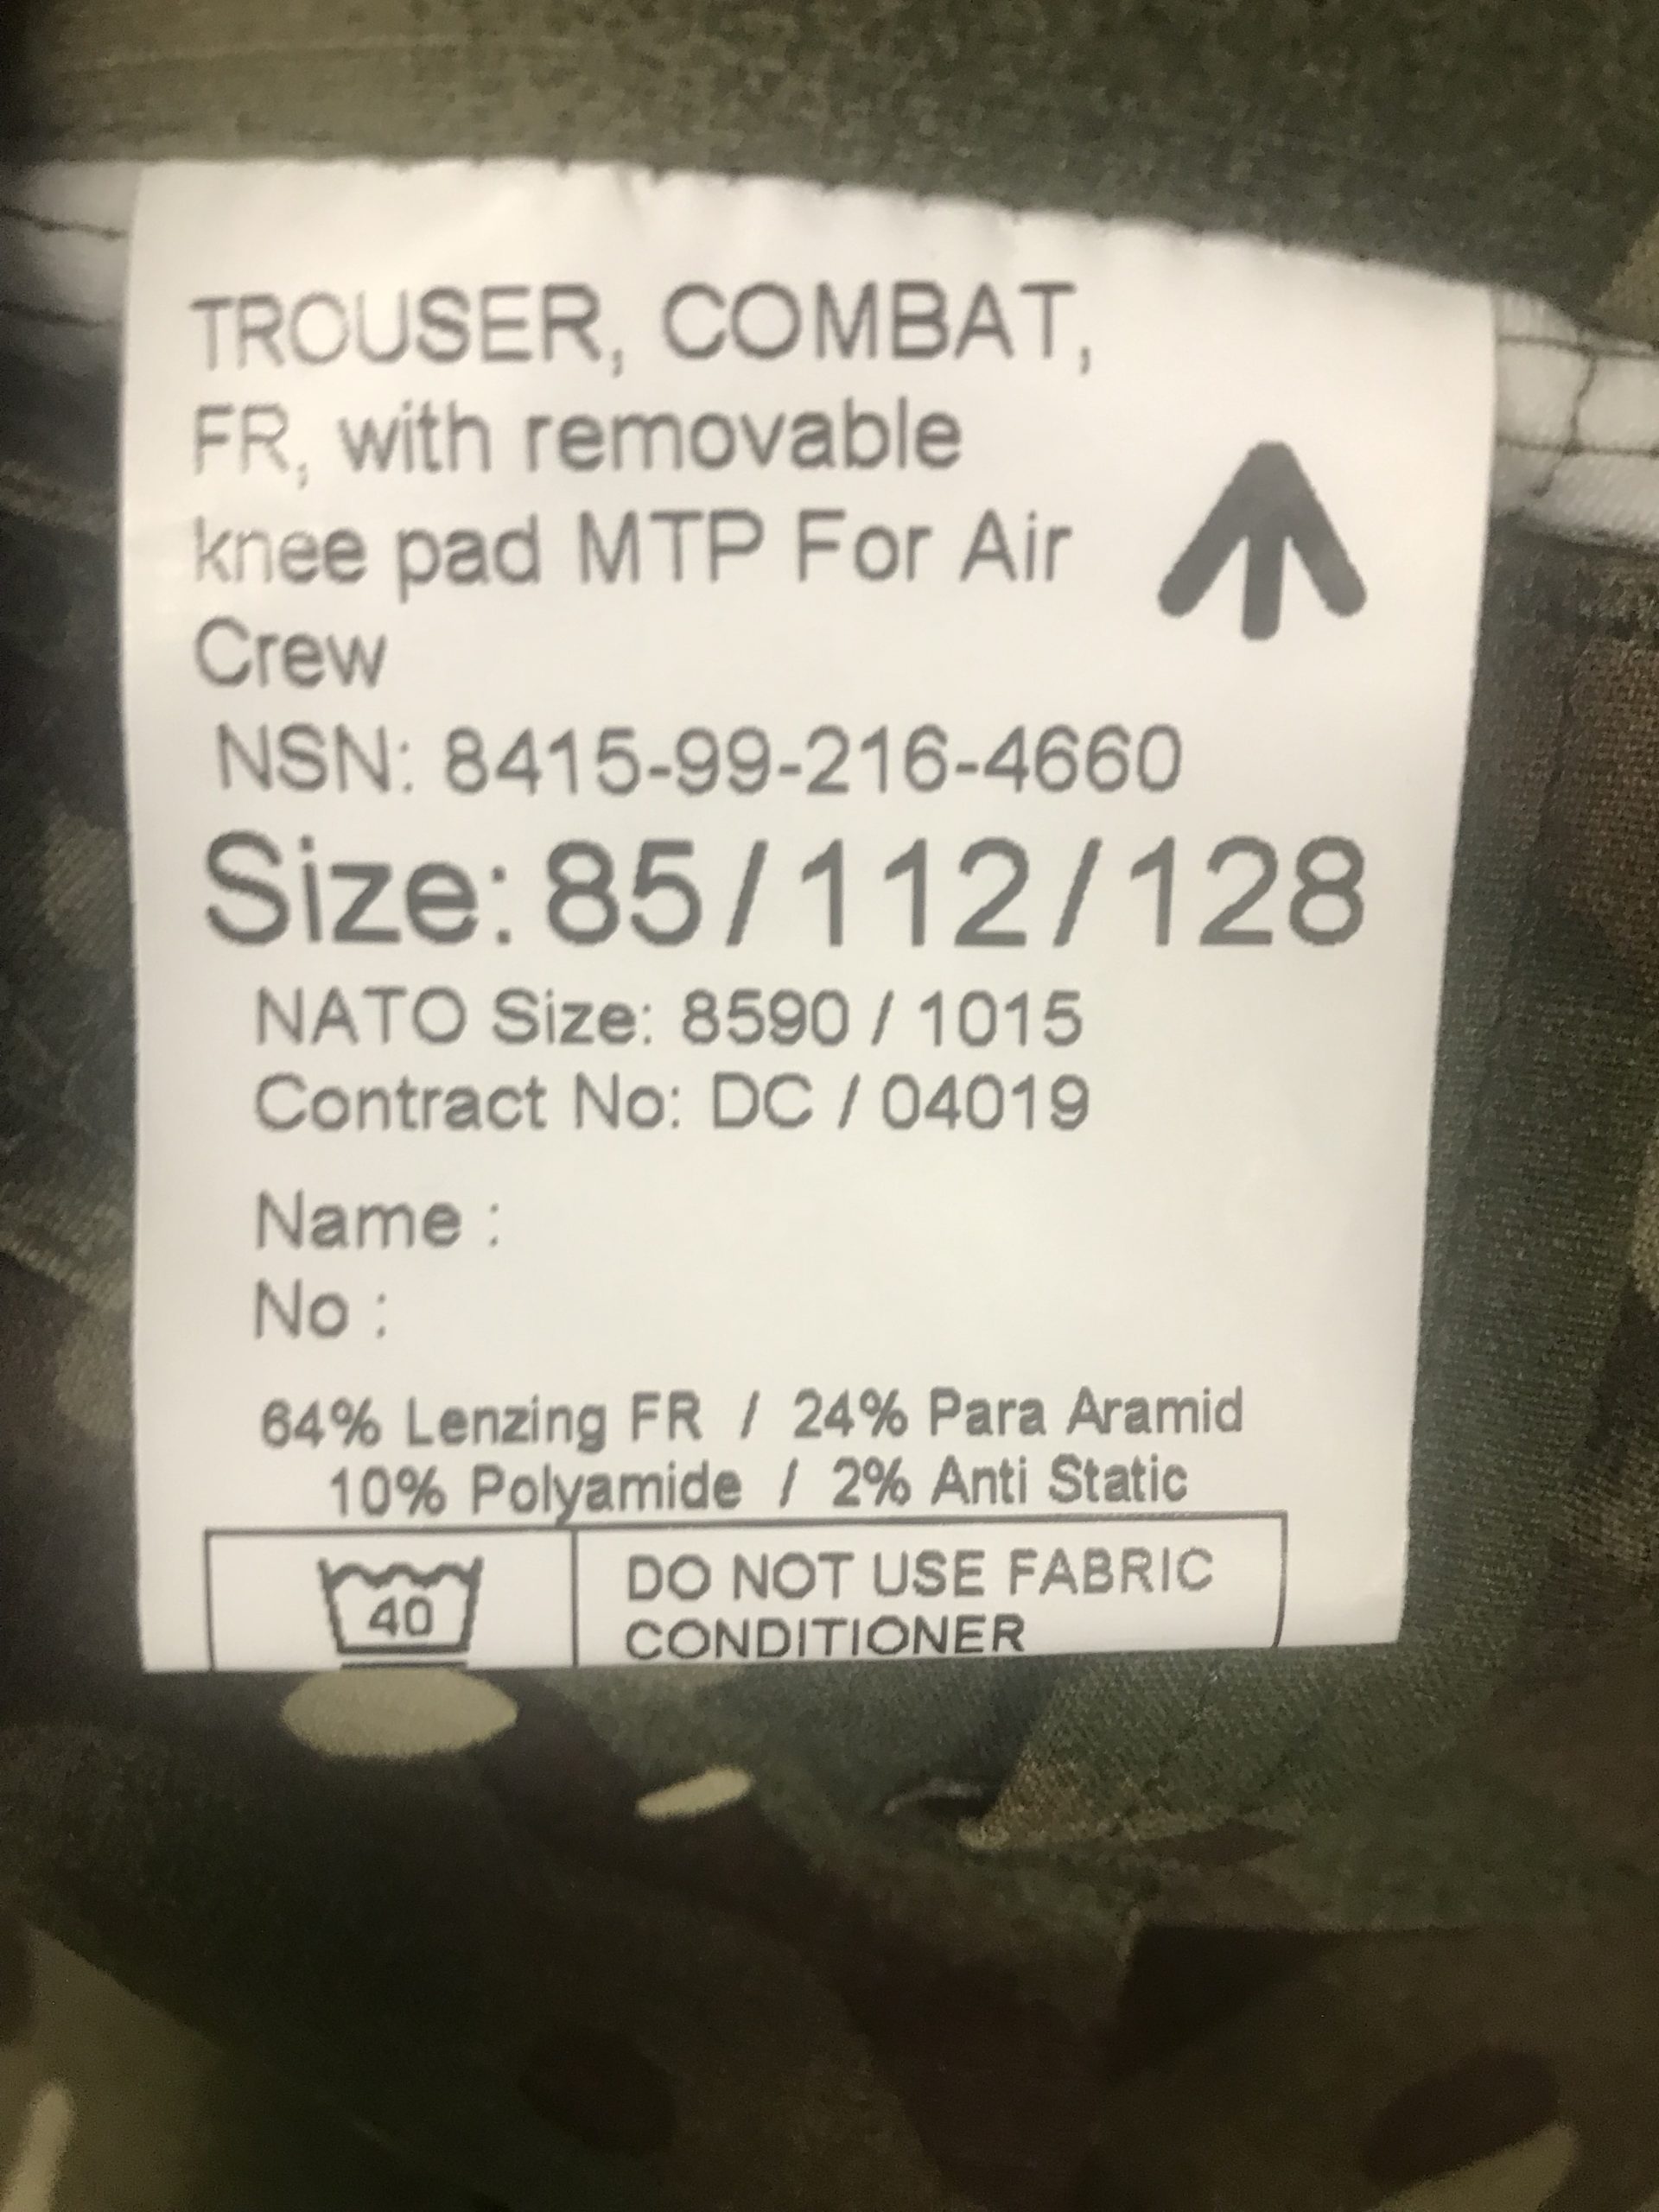 TROUSER, COMBAT,
FR, with removable
knee pad MTP For Air
Crew
NSN: 8415-99-216-4660
Size: 85/112/128
NATO Size: 8590 / 1015
Contract No: DC / 04019
Name :
No :
64% Lenzing FR / 24% Para Aramid
10% Polyamide / 2% Anti Static
40
DO NOT USE FABRIC
CONDITIONER